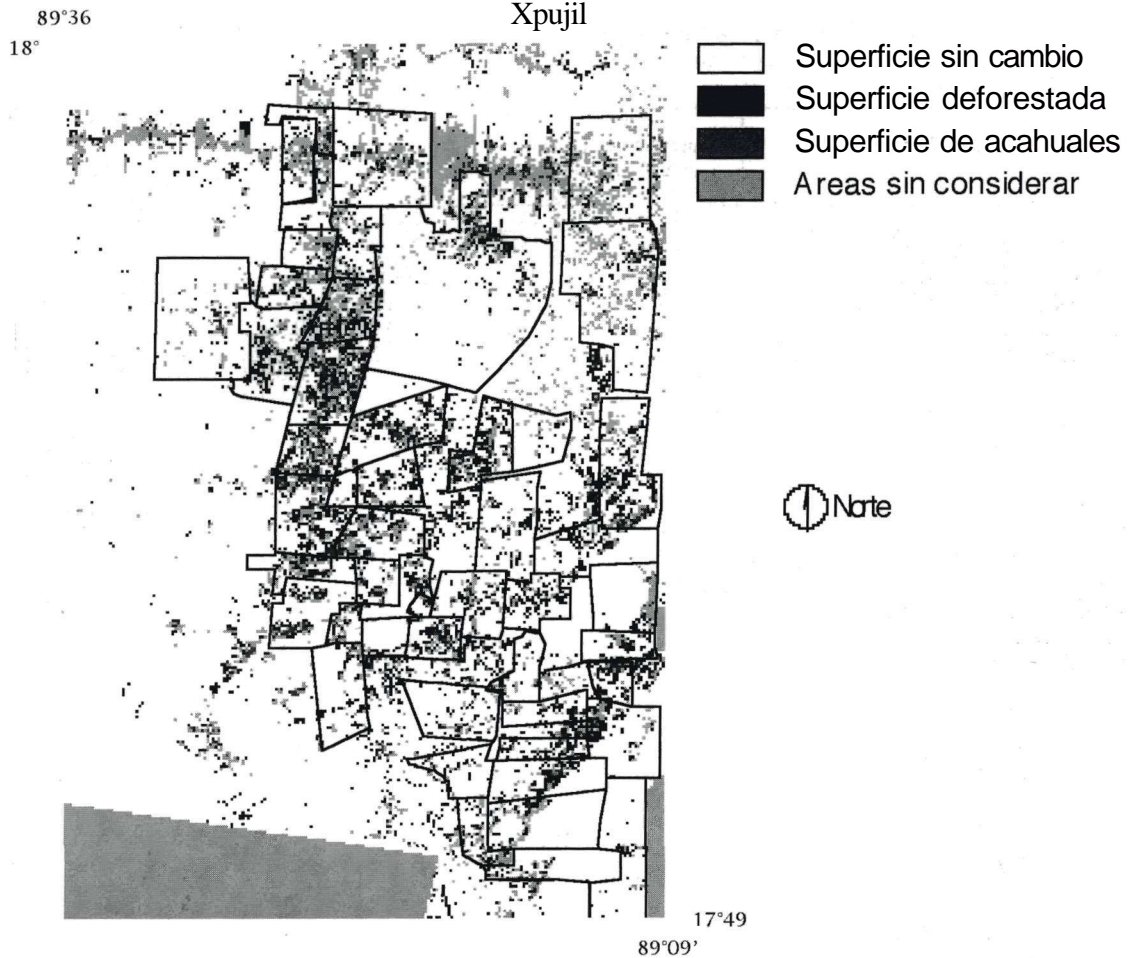 Xpujil
89°36
18°
Superficie sin cambio
Superficie deforestada
Superficie de acahuales
Areas sin considerar
Norte
17°49
89°09'